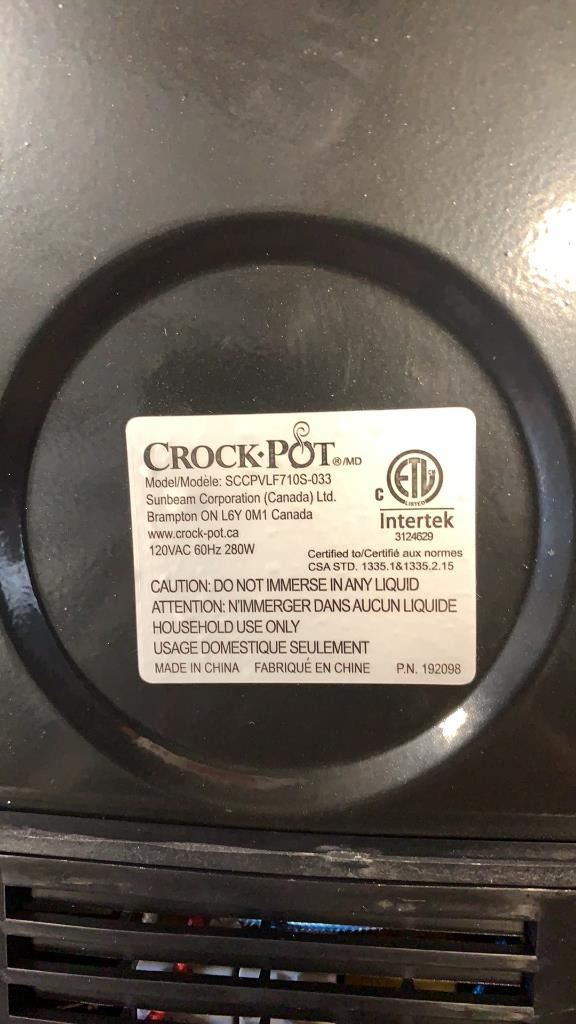 CROCK·POT®/MD
Model/Modèle: SCCPVLF710S-033
Sunbeam Corporation (Canada) Ltd.
Brampton ON L6Y 0M1 Canada
www.crock-pot.ca
120VAC 60Hz 280W
ETL CM
LISTED
C
Intertek
3124629
Certified to/Certifié aux normes
CSA STD. 1335.1&1335.2.15
CAUTION: DO NOT IMMERSE IN ANY LIQUID
ATTENTION: N'IMMERGER DANS AUCUN LIQUIDE
HOUSEHOLD USE ONLY
USAGE DOMESTIQUE SEULEMENT
MADE IN CHINA FABRIQUÉ EN CHINE P.N. 192098